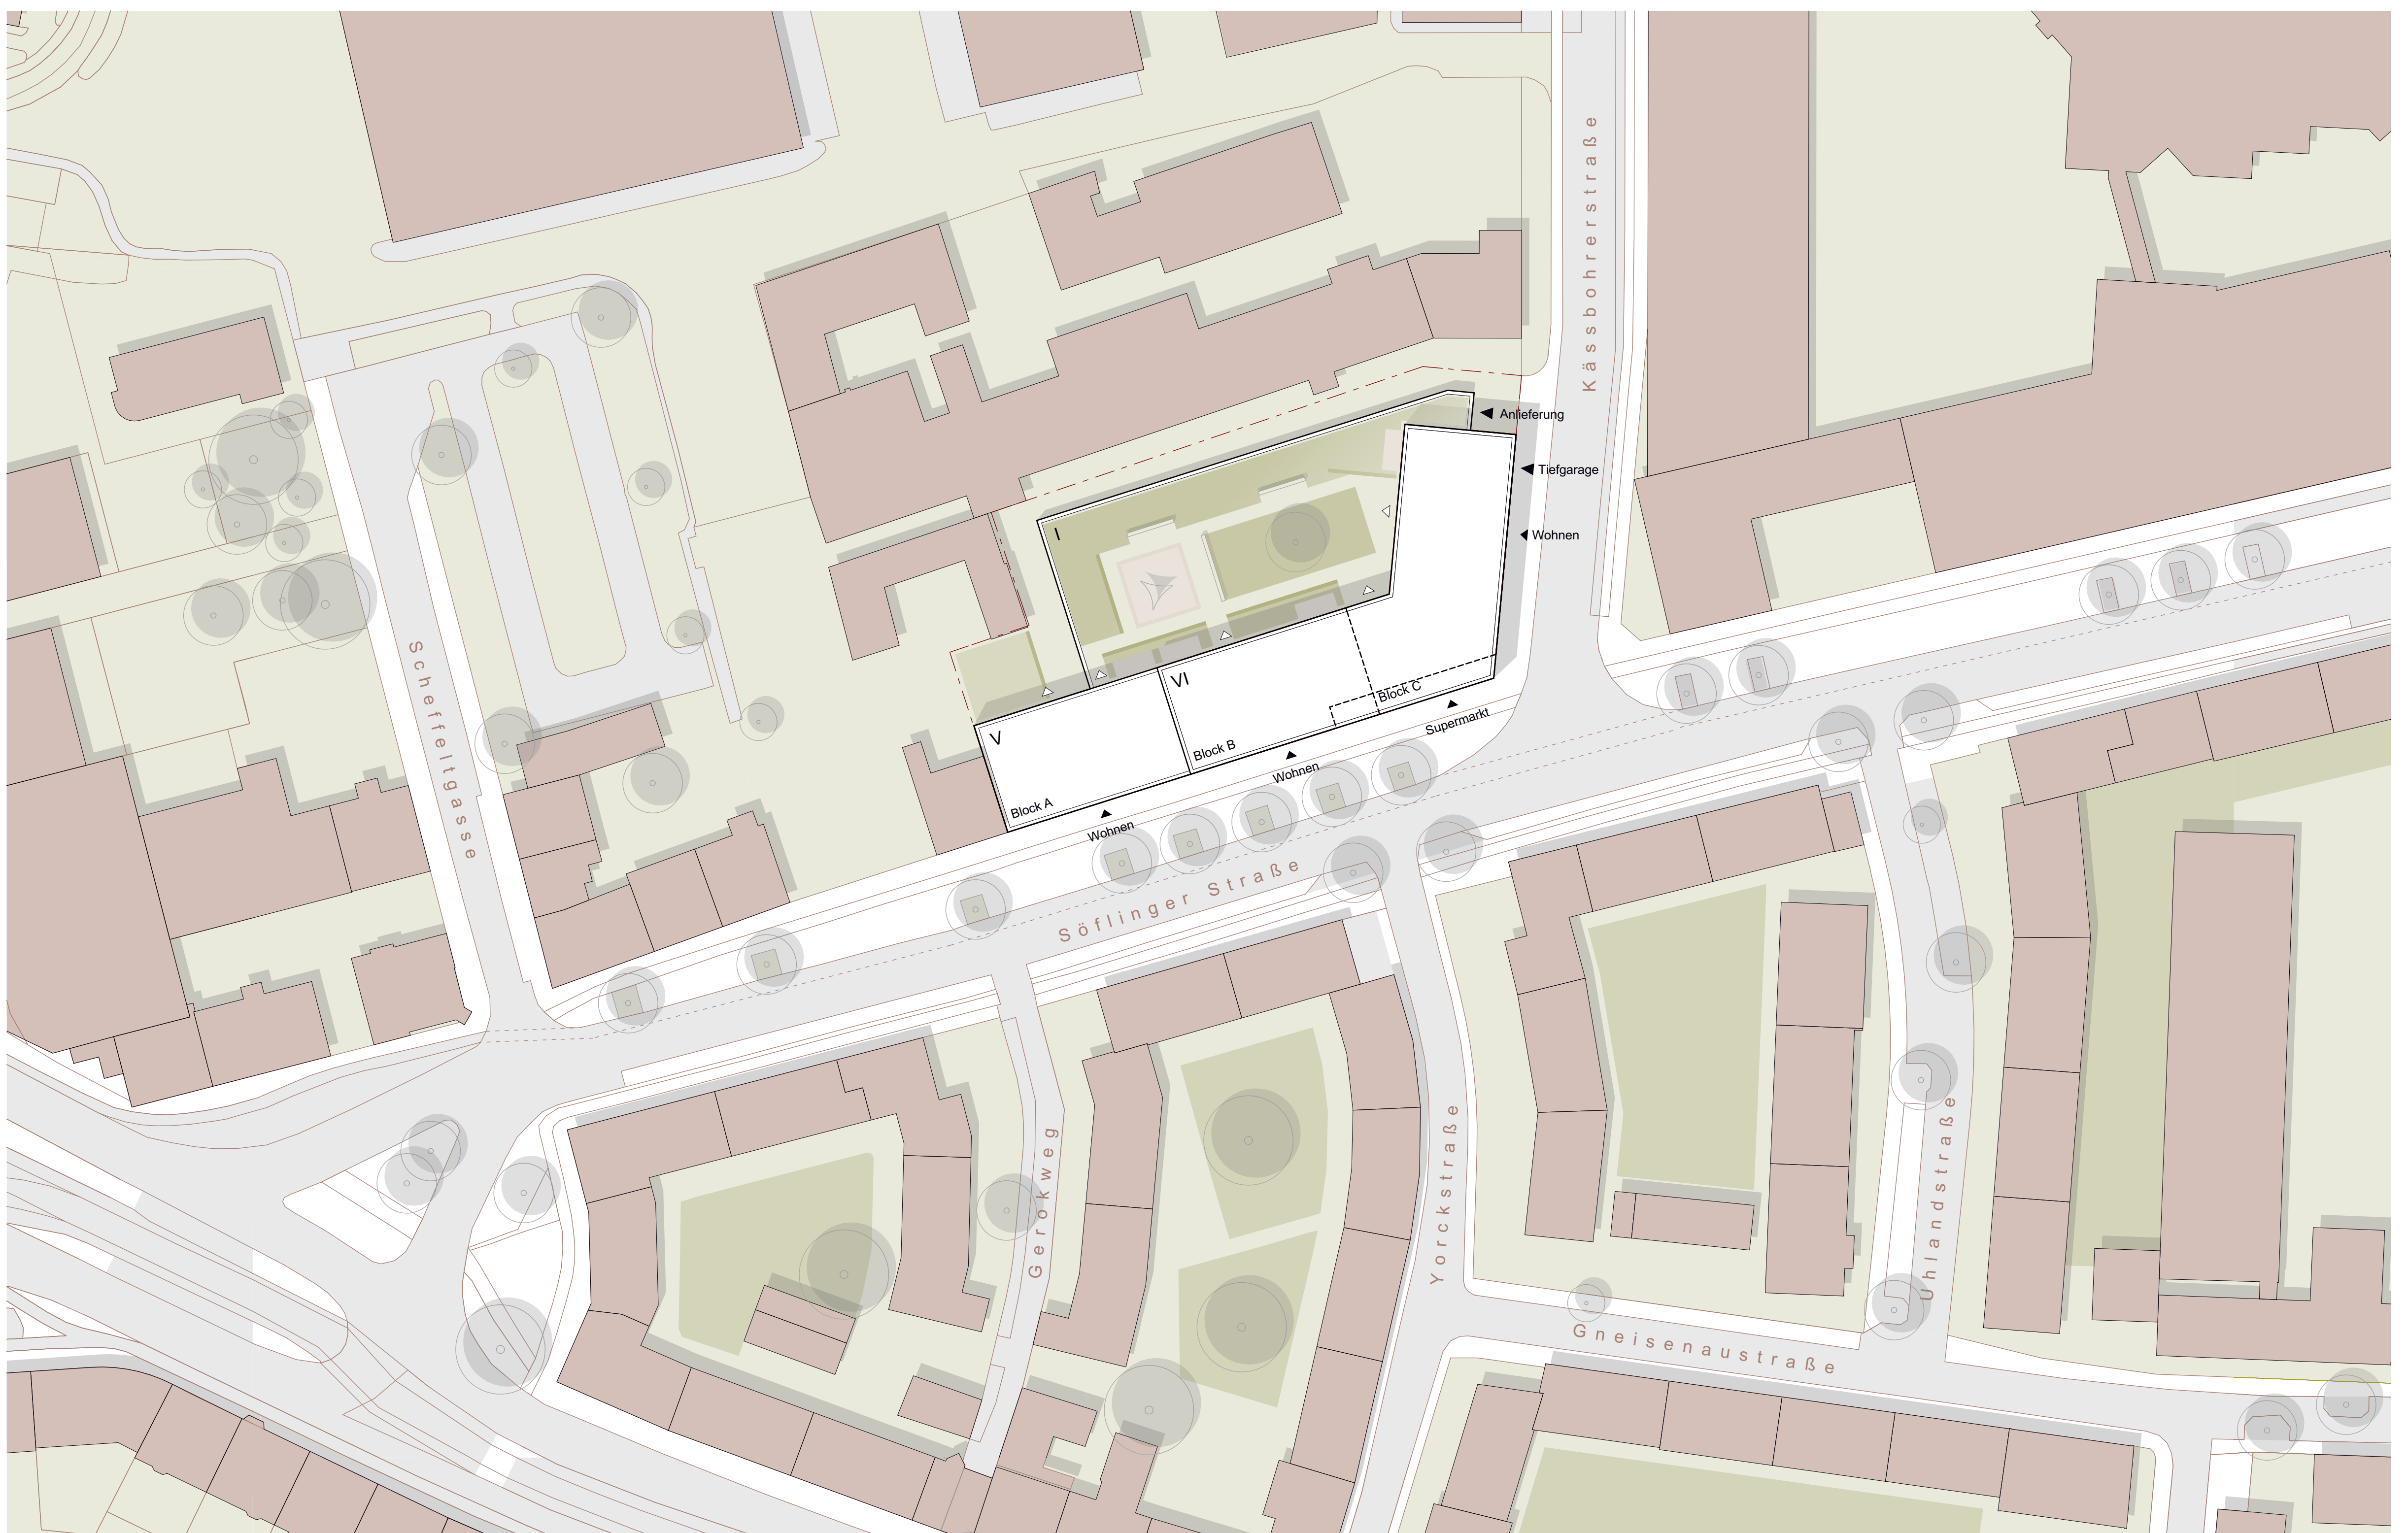 Kässbohrerstraße
Anlieferung
Tiefgarage
Wohnen
I
VI
V
Block C
Supermarkt
Block B
Wohnen
Block A
Wohnen
Scheffeltgasse
Söflinger Straße
Gerokweg
Yorckstraße
Uhlandstraße
Gneisenaustraße